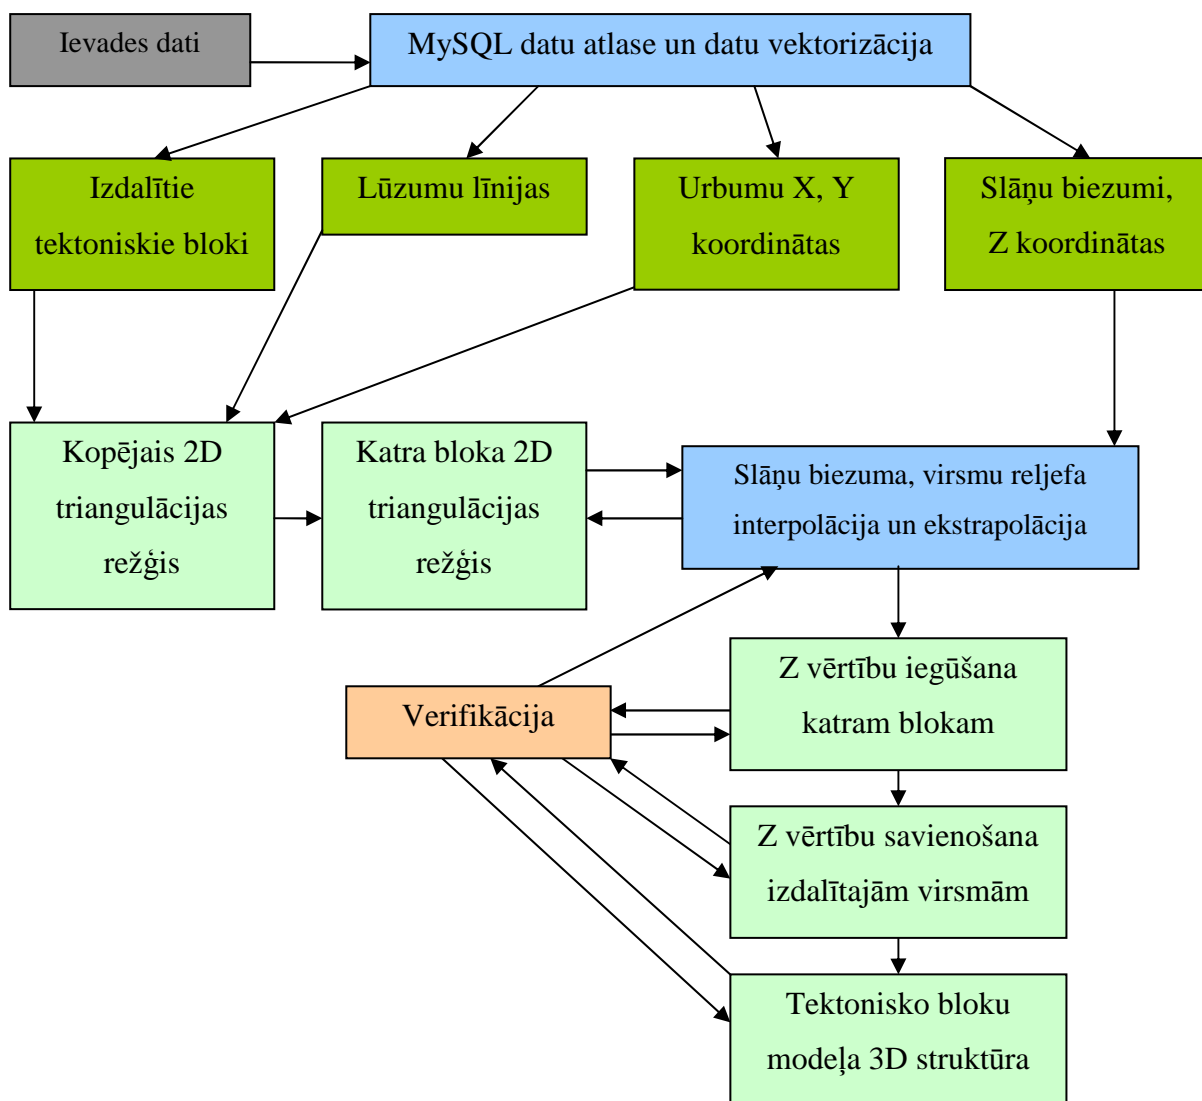 Ievades dati
MySQL datu atlase un datu vektorizācija
Izdalītie
tektoniskie bloki
Lūzumu līnijas
Urbumu X, Y
koordinātas
Slāņu biezumi,
Z koordinātas
Kopējais 2D
triangulācijas
režģis
Katra bloka 2D
triangulācijas
režģis
Slāņu biezuma, virsmu reljefa
interpolācija un ekstrapolācija
Z vērtību iegūšana
katram blokam
Verifikācija
Z vērtību savienošana
izdalītajām virsmām
Tektonisko bloku
modeļa 3D struktūra